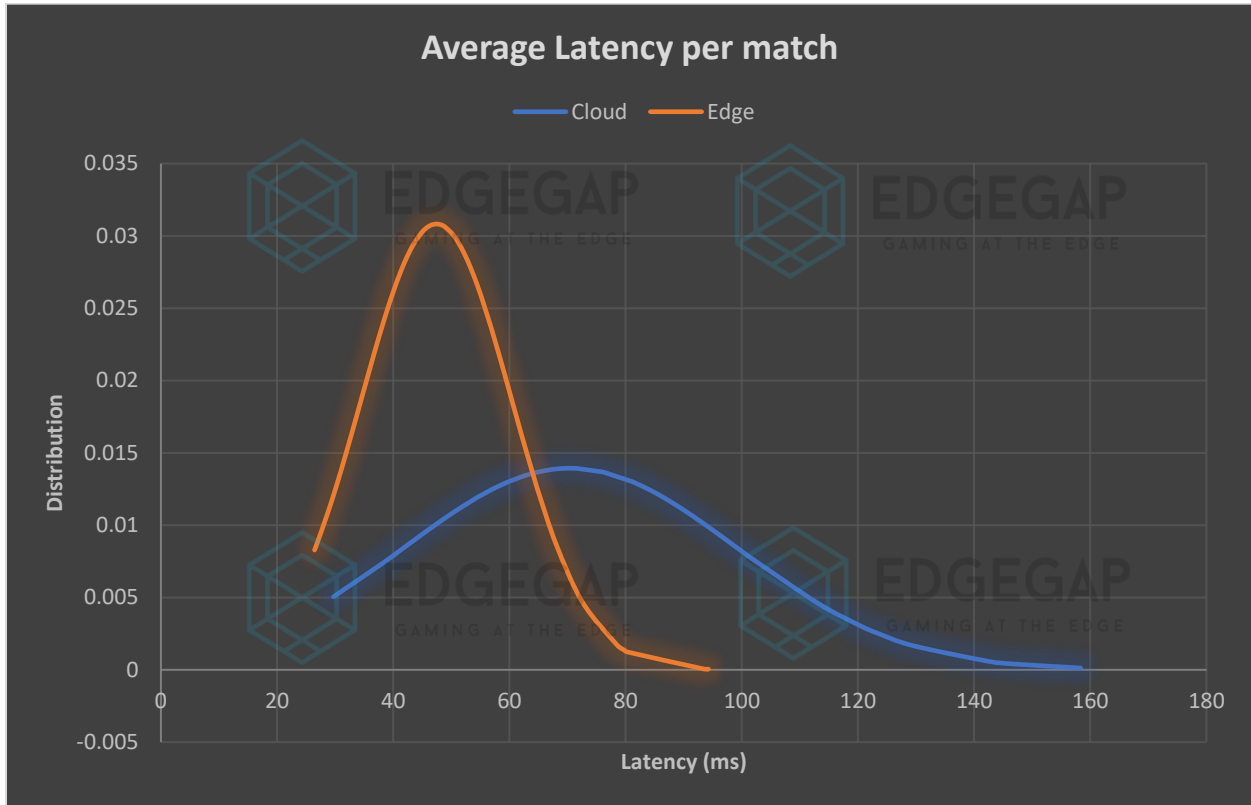 Average Latency per match
Cloud Edge
0.035
0.03
0.025
0.02
0.015
0.01
0.005
0
-0.005
Distribution
EDGEGAP
GAMING AT THE EDGE
EDGEGAP
GAMING AT THE EDGE
EDGEGAP
GAMING AT THE EDGE
EDGEGAP
GAMING AT THE EDGE
0 20 40 60 80 100 120 140 160 180
Latency (ms)